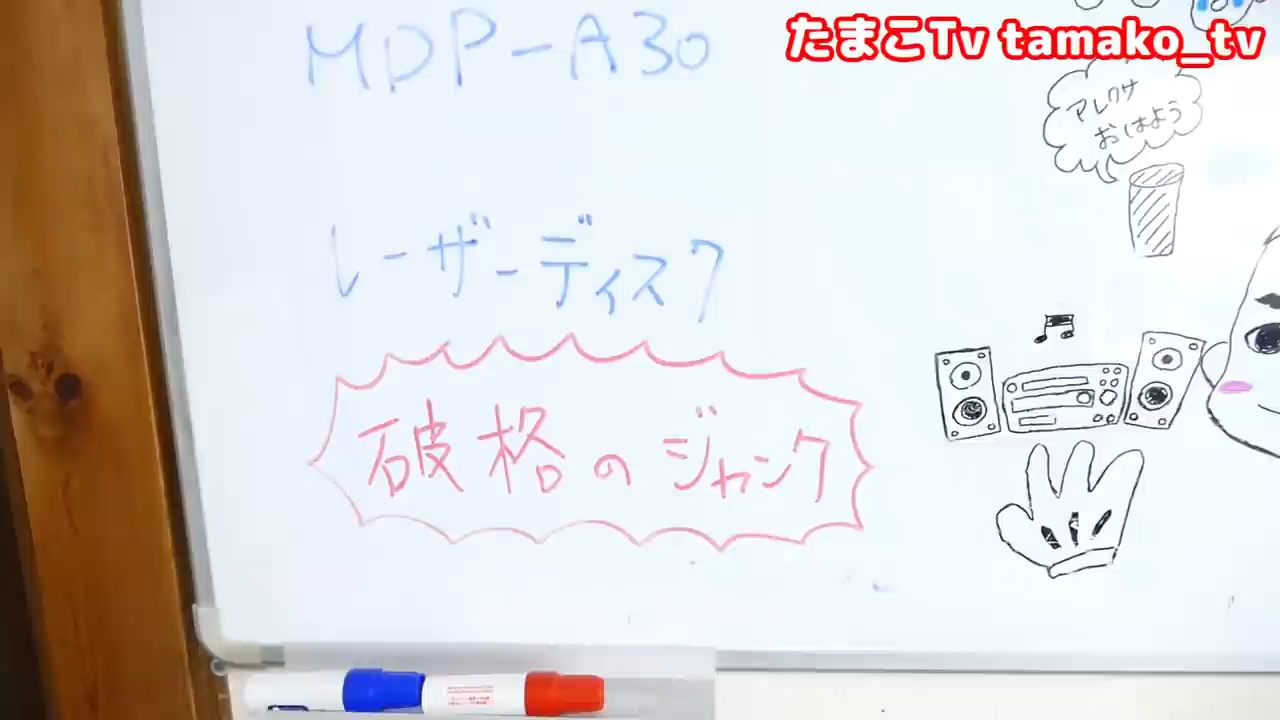 たまこTv tamako_tv
MDP-A30
アレクサ
おはよう
レーザーディスク
破格のジャンク